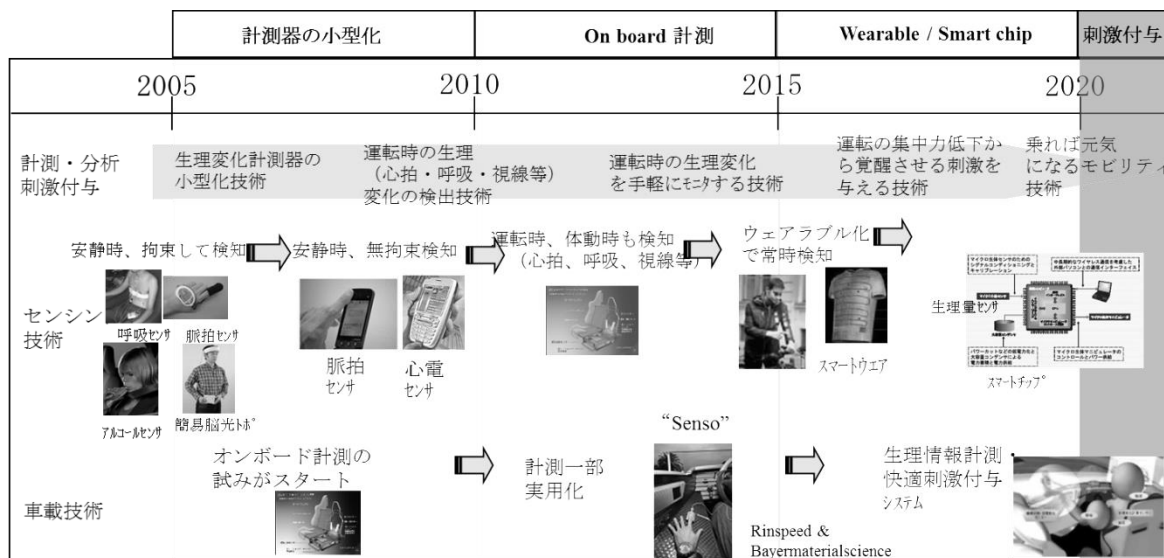 計測器の小型化
On board 計測
Wearable / Smart chip
刺激付与
2005
2010
2015
2020
計測・分析
刺激付与
生理変化計測器の
小型化技術
運転時の生理
（心拍・呼吸・視線等）
変化の検出技術
運転時の生理変化
を手軽にﾓﾆﾀする技術
運転の集中力低下か
ら覚醒させる刺激を
与える技術
乗れば元気
になるモビリティ
技術
センシン
技術
安静時、拘束して検知
安静時、無拘束検知
運転時、体動時も検知
（心拍、呼吸、視線等）
ウェアラブル化
で常時検知
呼吸ｾﾝｻ
脈拍ｾﾝｻ
ｱﾙｺｰﾙｾﾝｻ
簡易脳光ﾄﾎﾟ
脈拍
ｾﾝｻ
心電
ｾﾝｻ
ｽﾏｰﾄｳｴｱ
生理量ｾﾝｻ
ｽﾏｰﾄﾁｯﾌﾟ
車載技術
オンボード計測の
試みがスタート
計測一部
実用化
“Senso”
Rinspeed &
Bayermaterialscience
生理情報計測・
快適刺激付与
ｼｽﾃﾑ